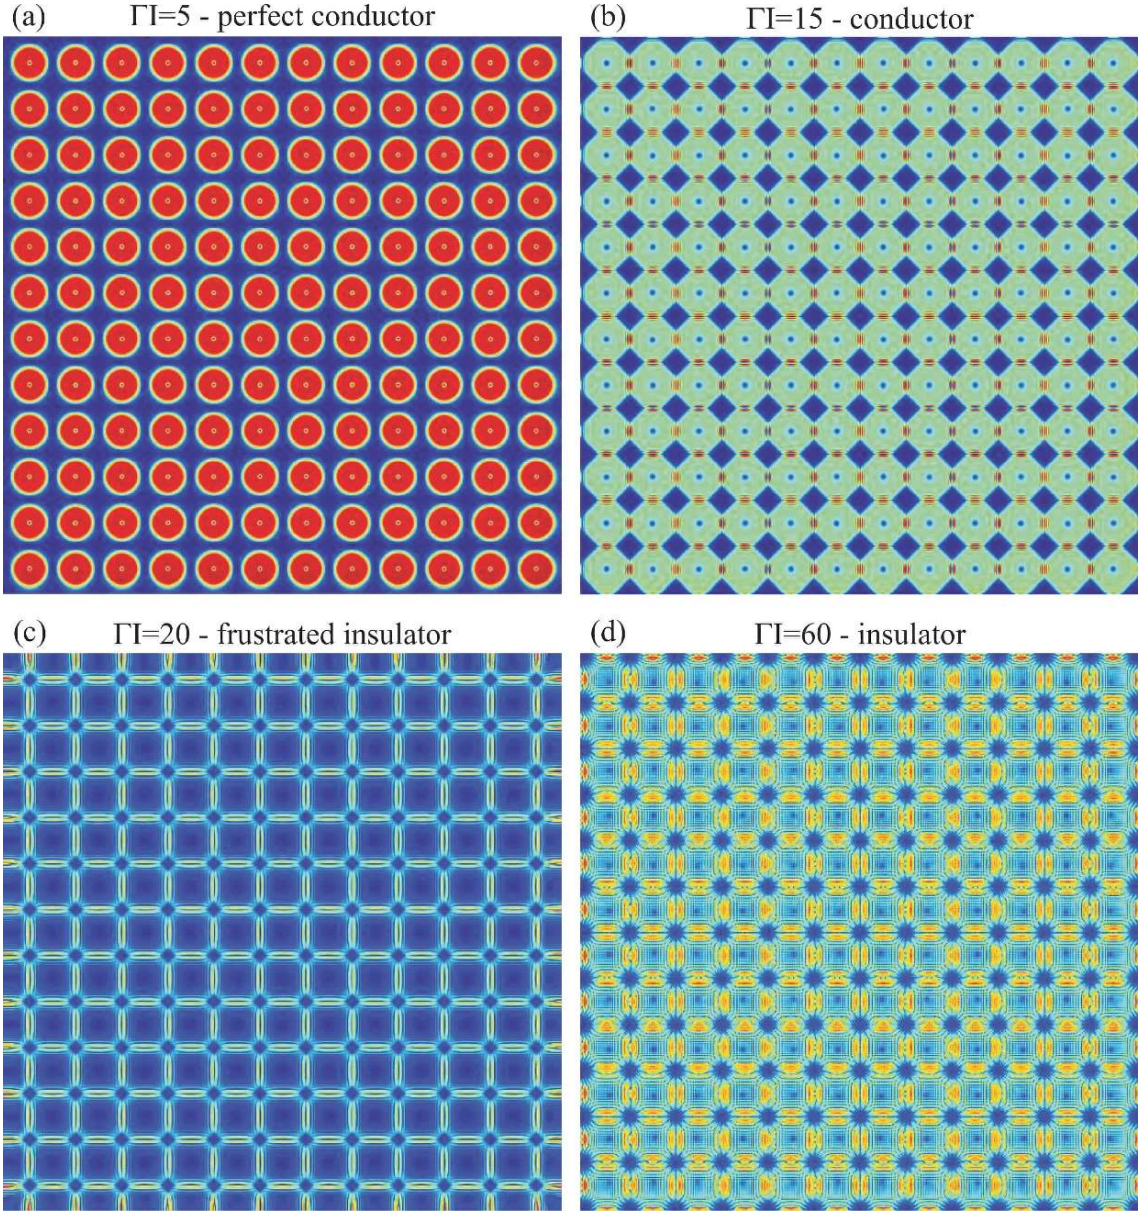 (a) ΓI=5 - perfect conductor
(b) ΓI=15 - conductor
(c) ΓI=20 - frustrated insulator
(d) ΓI=60 - insulator